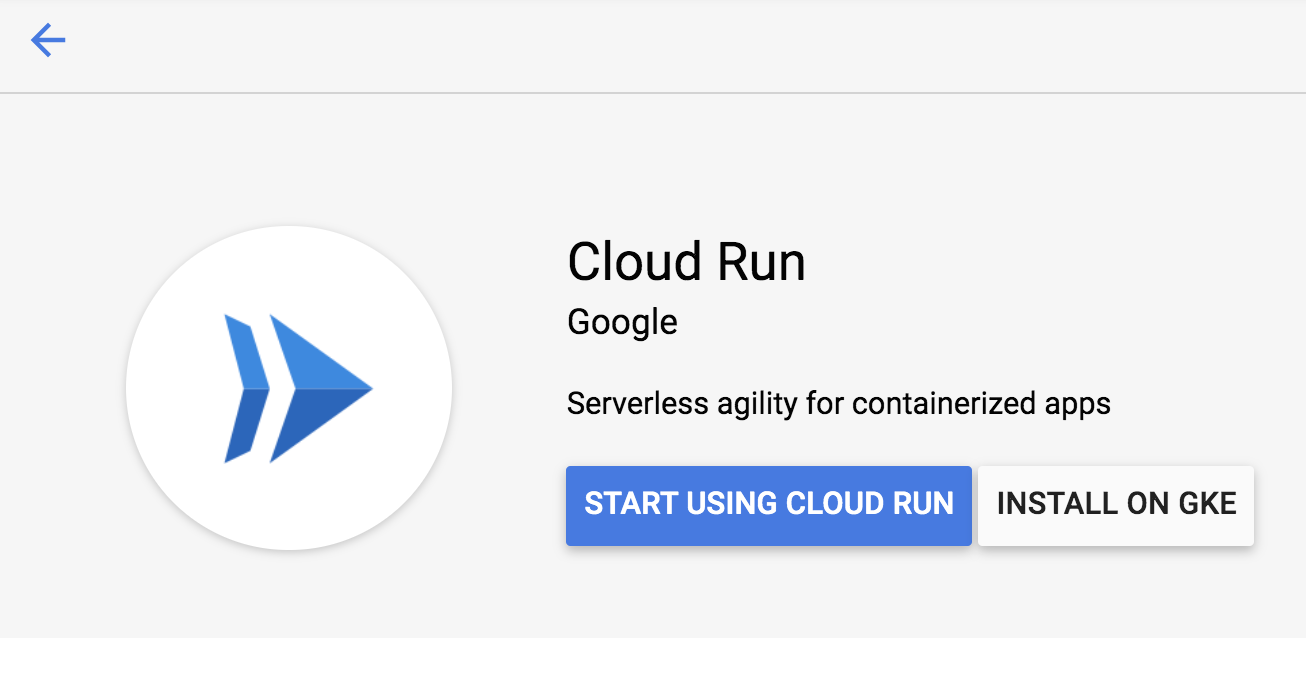 Cloud Run
Google
Serverless agility for containerized apps
START USING CLOUD RUN
INSTALL ON GKE